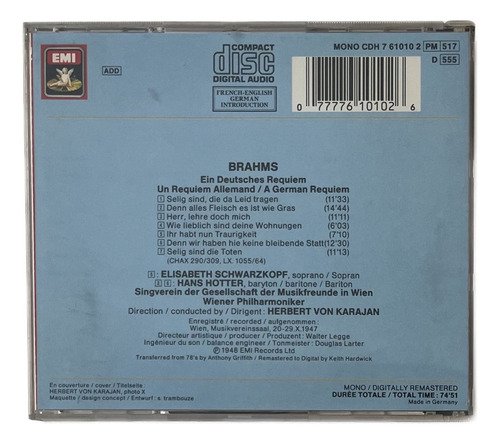 EMI
ADD
COMPACT
disc
DIGITAL AUDIO
FRENCH-ENGLISH
GERMAN
INTRODUCTION
MONO CDH 7 61010 2 PM 517
D 555
0 77776 10102 6
BRAHMS
Ein Deutsches Requiem
Un Requiem Allemand / A German Requiem
1 Selig sind, die da Leid tragen (11'33)
2 Denn alles Fleisch es ist wie Gras (14'44)
3 Herr, lehre doch mich (11'11)
4 Wie lieblich sind deine Wohnungen (6'03)
5 Ihr habt nun Traurigkeit (7'10)
6 Denn wir haben hie keine bleibende Statt (12'30)
7 Selig sind die Toten (11'13)
(CHAX 290/309, LX. 1055/64)
5 : ELISABETH SCHWARZKOPF, soprano / Sopran
3 6 : HANS HOTTER, baryton / baritone / Bariton
Singverein der Gesellschaft der Musikfreunde in Wien
Wiener Philharmoniker
Direction / conducted by / Dirigent : HERBERT VON KARAJAN
Enregistré / recorded / aufgenommen :
Wien, Musikvereinssaal, 20-29.X.1947
Directeur artistique / producer / Produzent : Walter Legge
Ingénieur du son / balance engineer / Tonmeister : Douglas Larter
Ⓟ 1948 EMI Records Ltd
Transferred from 78's by Anthony Griffith / Remastered to Digital by Keith Hardwick
En couverture / cover / Titelseite
HERBERT VON KARAJAN, photo X
Maquette / design concept / Entwurf : s. trambouze
MONO / DIGITALLY REMASTERED
DURÉE TOTALE / TOTAL TIME : 74'51
Made in Germany